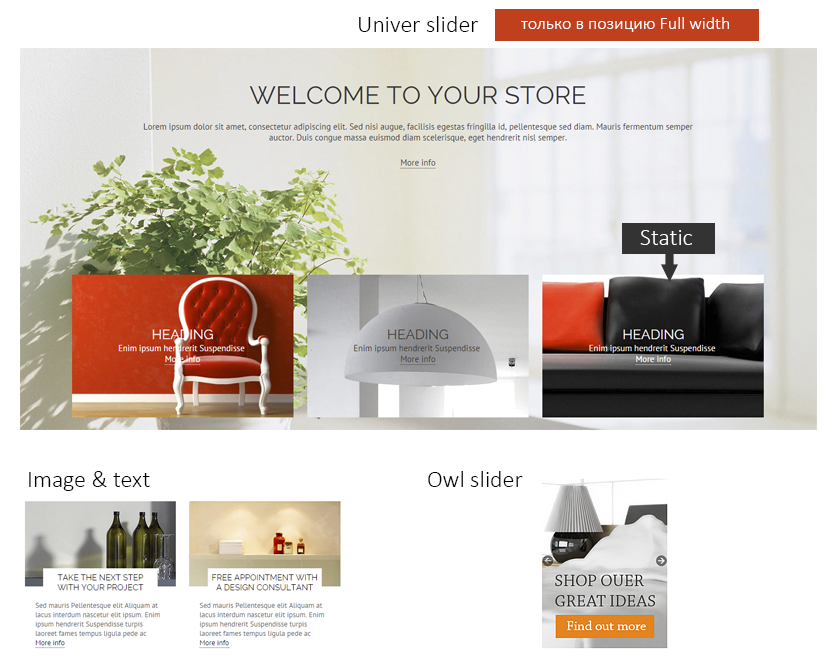 Univer slider
только в позицию Full width
WELCOME TO YOUR STORE
Lorem ipsum dolor sit amet, consectetur adipiscing elit. Sed nisi augue, facilisis egestas fringilla id, pellentesque sed diam. Mauris fermentum semper
auctor. Duis congue massa euismod diam scelerisque, eget hendrerit nisl semper.
More info
Static
HEADING
Enim ipsum hendrerit Suspendisse
More info
HEADING
Enim ipsum hendrerit Suspendisse
More info
HEADING
Enim ipsum hendrerit Suspendisse
More info
Image & text
TAKE THE NEXT STEP
WITH YOUR PROJECT
Sed mauris Pellentesque elit Aliquam at
lacus interdum nascetur elit ipsum. Enim
ipsum hendrerit Suspendisse turpis
laoreet fames tempus ligula pede ac
More info
FREE APPOINTMENT WITH
A DESIGN CONSULTANT
Sed mauris Pellentesque elit Aliquam at
lacus interdum nascetur elit ipsum. Enim
ipsum hendrerit Suspendisse turpis
laoreet fames tempus ligula pede ac
More info
Owl slider
SHOP OUER
GREAT IDEAS
Find out more